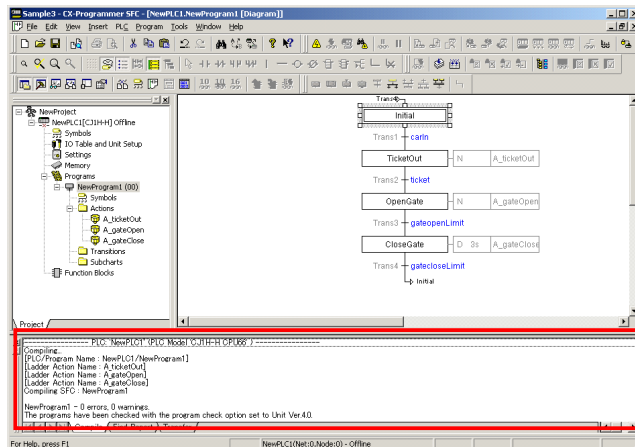 Sample3 - CX-Programmer SFC - [NewPLC1.NewProgram1 [Diagram]]
File Edit View Insert PLC Program Tools Window Help
NewProject
NewPLC1[CJ1H-H] Offline
Symbols
IO Table and Unit Setup
Settings
Memory
Programs
NewProgram1 (00)
Symbols
Actions
A_ticketOut
A_gateOpen
A_gateClose
Transitions
Subcharts
Function Blocks
Project
Initial
Trans1 carIn
TicketOut N A_ticketOut
Trans2 ticket
OpenGate N A_gateOpen
Trans3 gateopenLimit
CloseGate D 3s A_gateClose
Trans4 gatecloseLimit
Initial
---------------- PLC: 'NewPLC1' (PLC Model 'CJ1H-H CPU66' ) ----------------
Compiling...
[PLC/Program Name : NewPLC1/NewProgram1]
[Ladder Action Name : A_ticketOut]
[Ladder Action Name : A_gateOpen]
[Ladder Action Name : A_gateClose]
Compiling SFC : NewProgram1
NewProgram1 - 0 errors, 0 warnings.
The programs have been checked with the program check option set to Unit Ver.4.0.
Compile Find Report Transfer
For Help, press F1
NewPLC1(Net:0,Node:0) - Offline